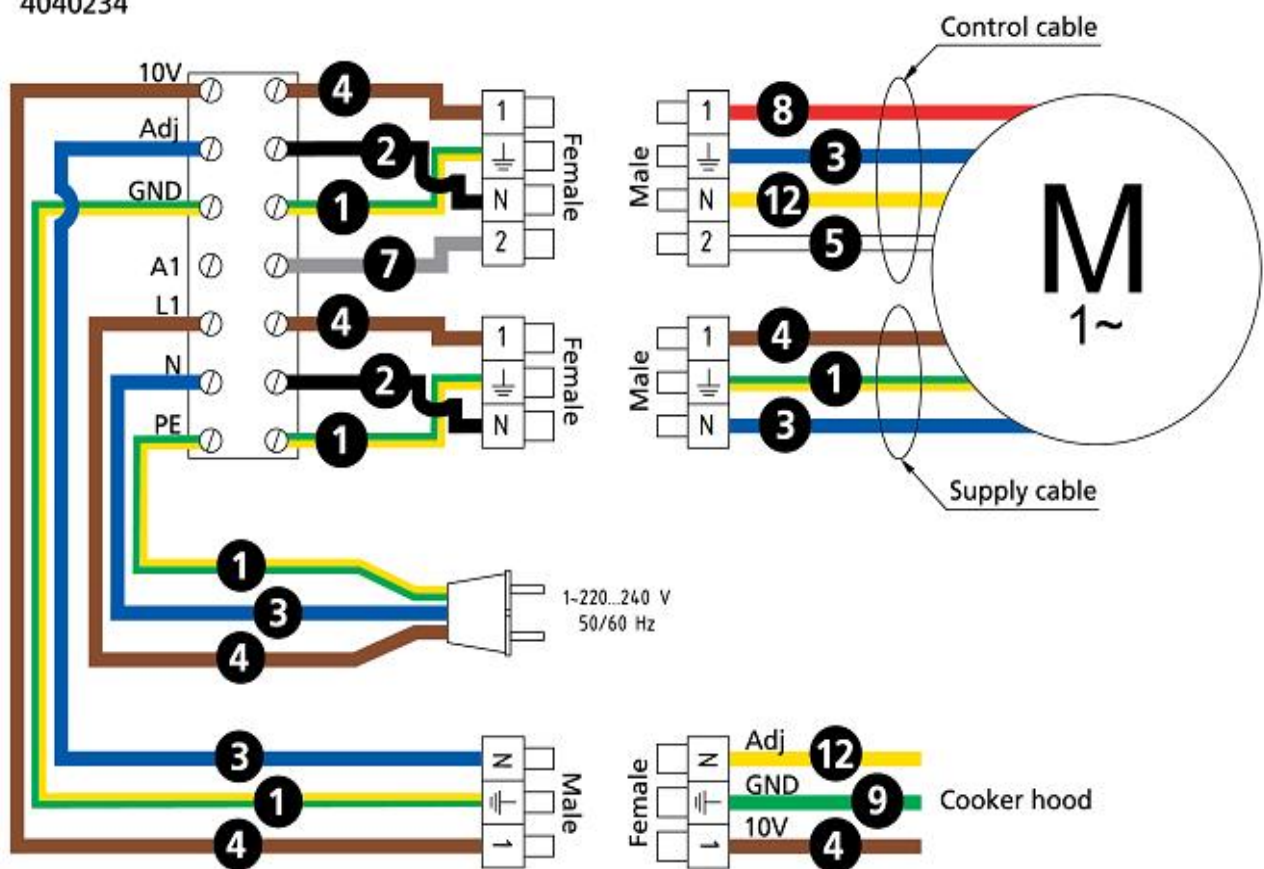 4040234
Control cable
10V
4
1
1
8
Adj
2
3
Female
Male
GND
1
N
N
12
A1
7
2
2
5
M
1~
L1
4
1
1
4
N
2
Female
Male
1
PE
1
N
N
3
Supply cable
1
3
1~220...240 V
50/60 Hz
4
3
N
N
Adj
12
1
Male
Female
GND
9
Cooker hood
4
1
1
10V
4